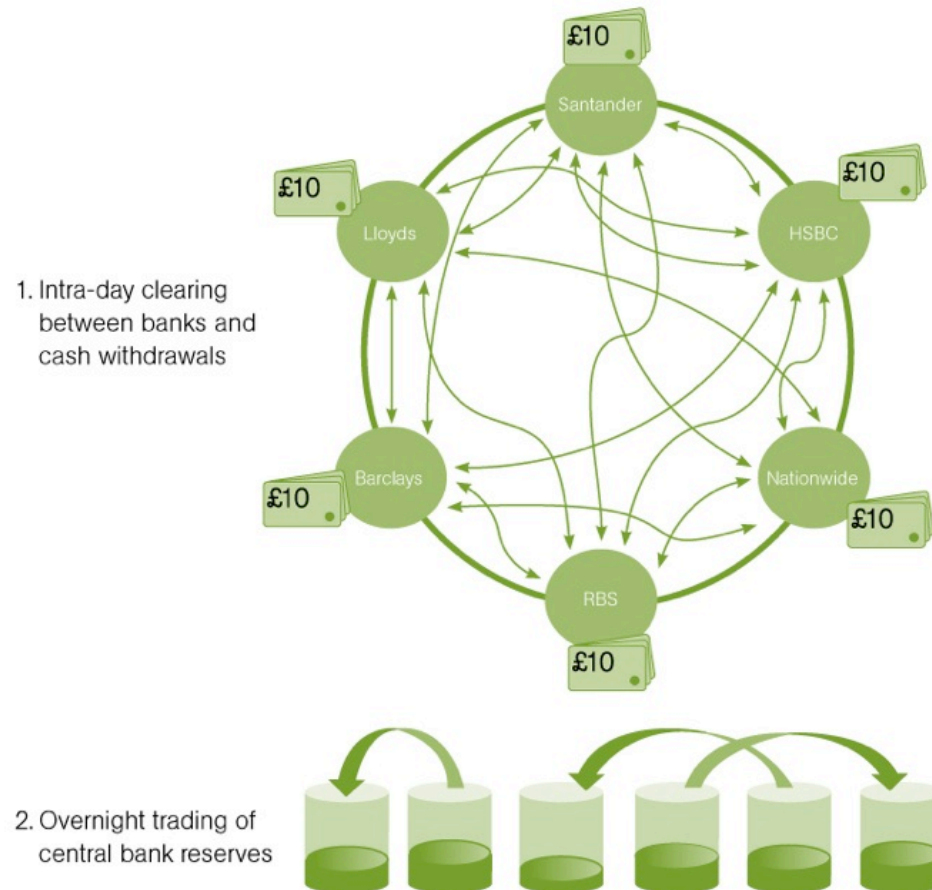 £10
Santander
£10
£10
Lloyds
HSBC
1. Intra-day clearing
between banks and
cash withdrawals
Barclays
Nationwide
£10
£10
RBS
£10
2. Overnight trading of
central bank reserves